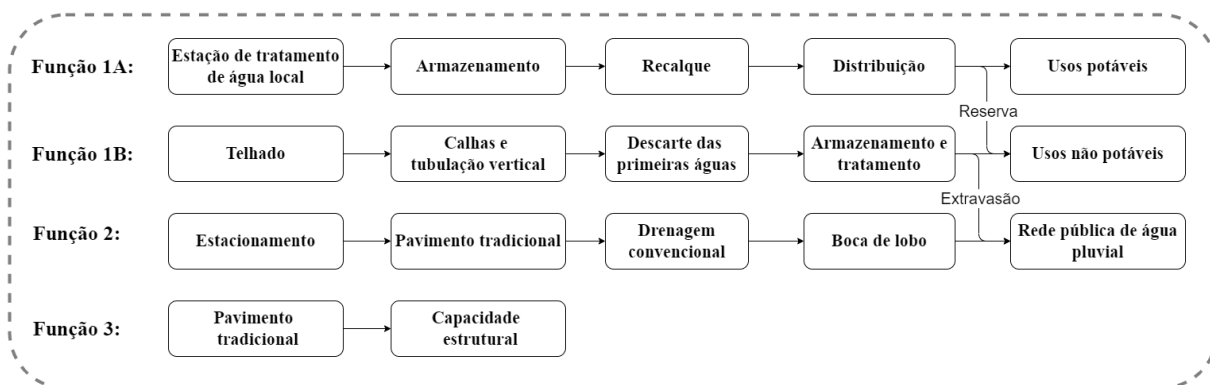 Função 1A:
Estação de tratamento
de água local
Armazenamento
Recalque
Distribuição
Usos potáveis
Reserva
Função 1B:
Telhado
Calhas e
tubulação vertical
Descarte das
primeiras águas
Armazenamento e
tratamento
Usos não potáveis
Extravasão
Função 2:
Estacionamento
Pavimento tradicional
Drenagem
convencional
Boca de lobo
Rede pública de água
pluvial
Função 3:
Pavimento
tradicional
Capacidade
estrutural